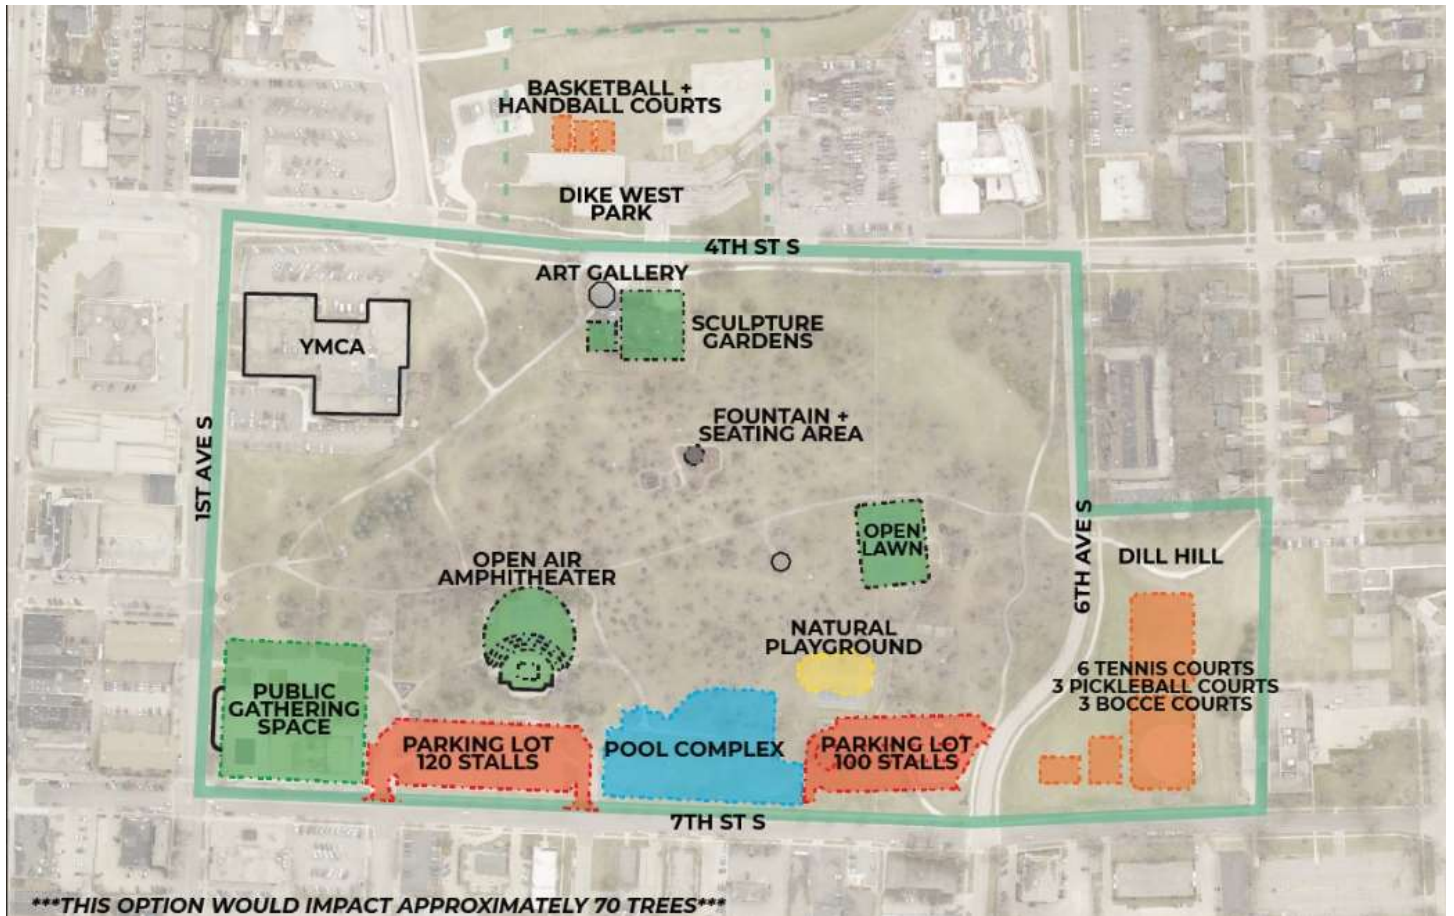 BASKETBALL +
HANDBALL COURTS
DIKE WEST
PARK
4TH ST S
ART GALLERY
SCULPTURE
GARDENS
YMCA
FOUNTAIN +
SEATING AREA
1ST AVE S
OPEN
LAWN
6TH AVE S
DILL HILL
OPEN AIR
AMPHITHEATER
NATURAL
PLAYGROUND
6 TENNIS COURTS
3 PICKLEBALL COURTS
3 BOCCE COURTS
PUBLIC
GATHERING
SPACE
PARKING LOT
120 STALLS
POOL COMPLEX
PARKING LOT
100 STALLS
7TH ST S
***THIS OPTION WOULD IMPACT APPROXIMATELY 70 TREES***